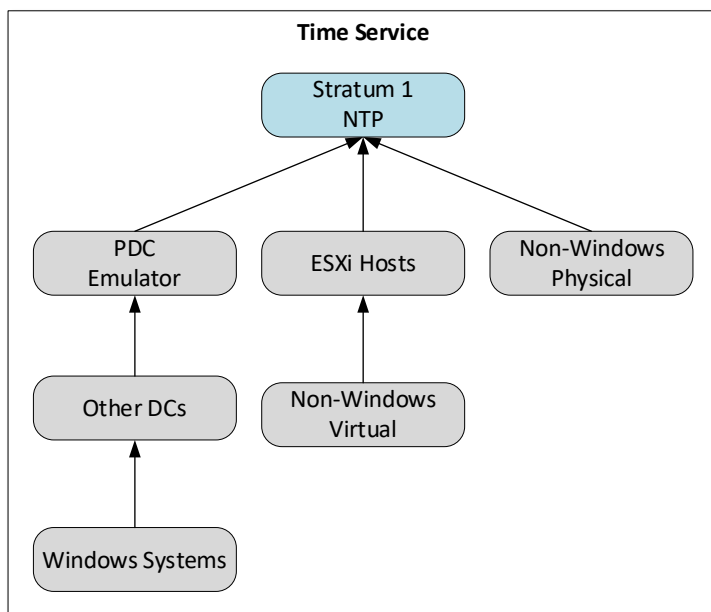 Time Service
Stratum 1
NTP
PDC
Emulator
ESXi Hosts
Non-Windows
Physical
Other DCs
Non-Windows
Virtual
Windows Systems